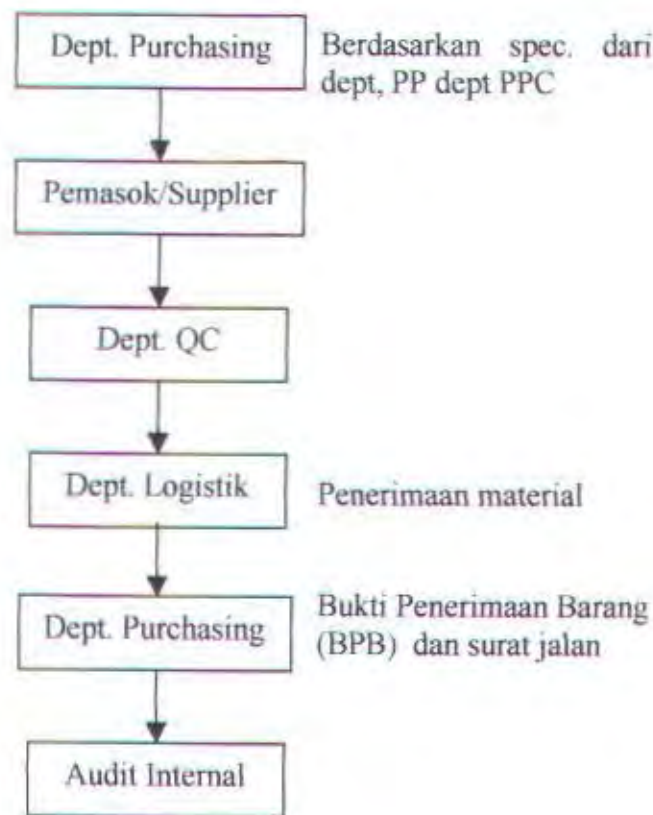 Dept. Purchasing
Berdasarkan spec. dari
dept, PP dept PPC
Pemasok/Supplier
Dept. QC
Dept. Logistik
Penerimaan material
Dept. Purchasing
Bukti Penerimaan Barang
(BPB) dan surat jalan
Audit Internal